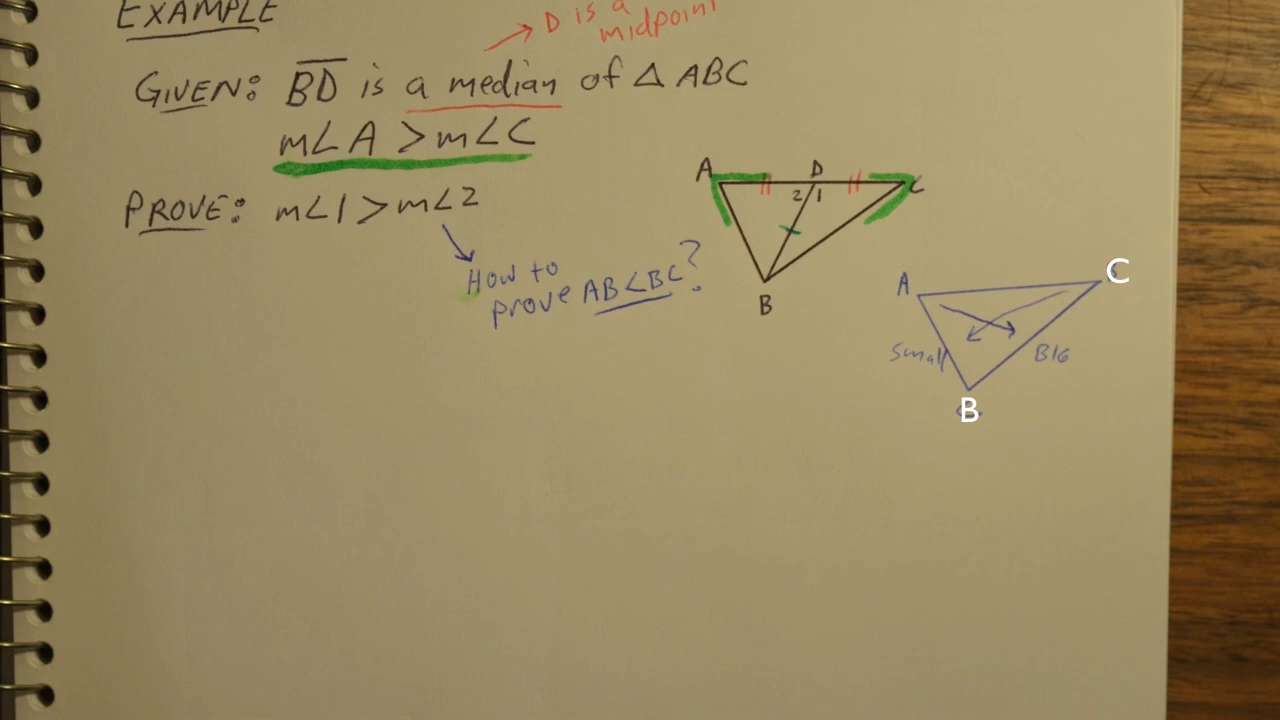 EXAMPLE
→ D is a
midpoint
GIVEN: BD is a median of △ ABC
m∠A > m∠C
PROVE: m∠1 > m∠2
How to
prove AB < BC?
A D C
2 1
B
A C
Small BIG
B